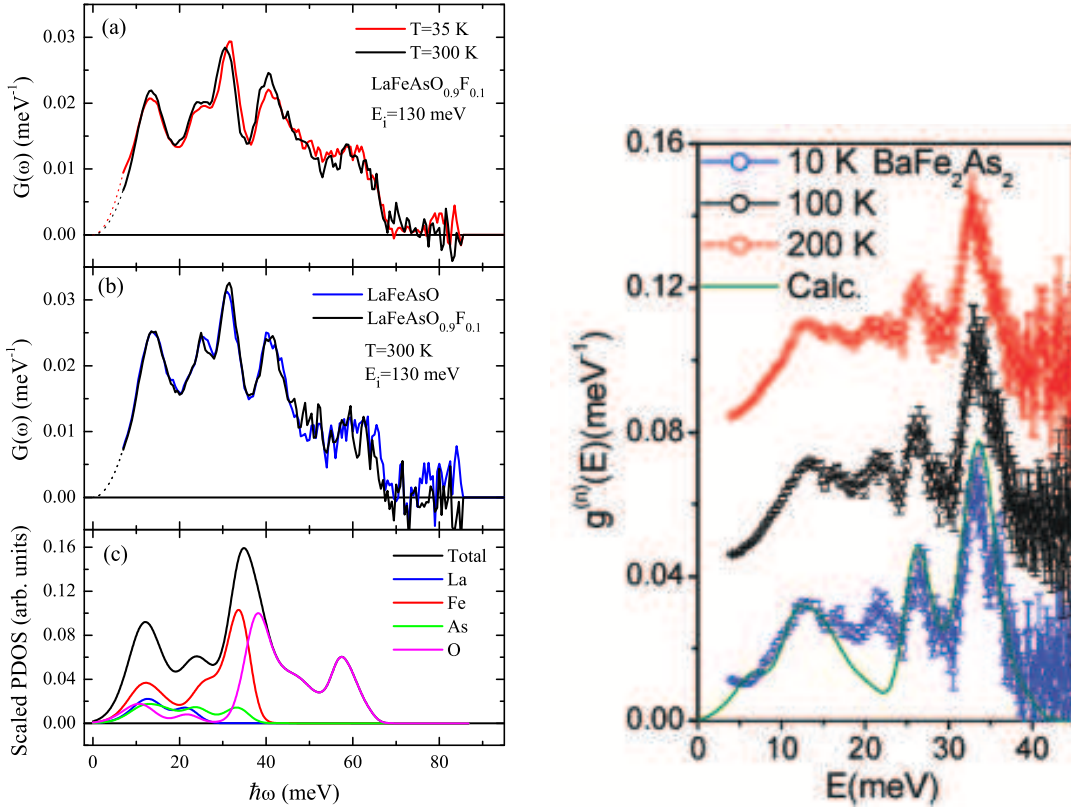 (a)
T=35 K
T=300 K
LaFeAsO0.9F0.1
Ei=130 meV
G(ω) (meV-1)
0.03
0.02
0.01
0.00
(b)
LaFeAsO
LaFeAsO0.9F0.1
T=300 K
Ei=130 meV
G(ω) (meV-1)
0.03
0.02
0.01
0.00
(c)
Total
La
Fe
As
O
Scaled PDOS (arb. units)
0.16
0.12
0.08
0.04
0.00
0 20 40 60 80
ħω (meV)
10 K BaFe2As2
100 K
200 K
Calc.
g(n)(E)(meV-1)
0.16
0.12
0.08
0.04
0.00
0 10 20 30 40
E(meV)